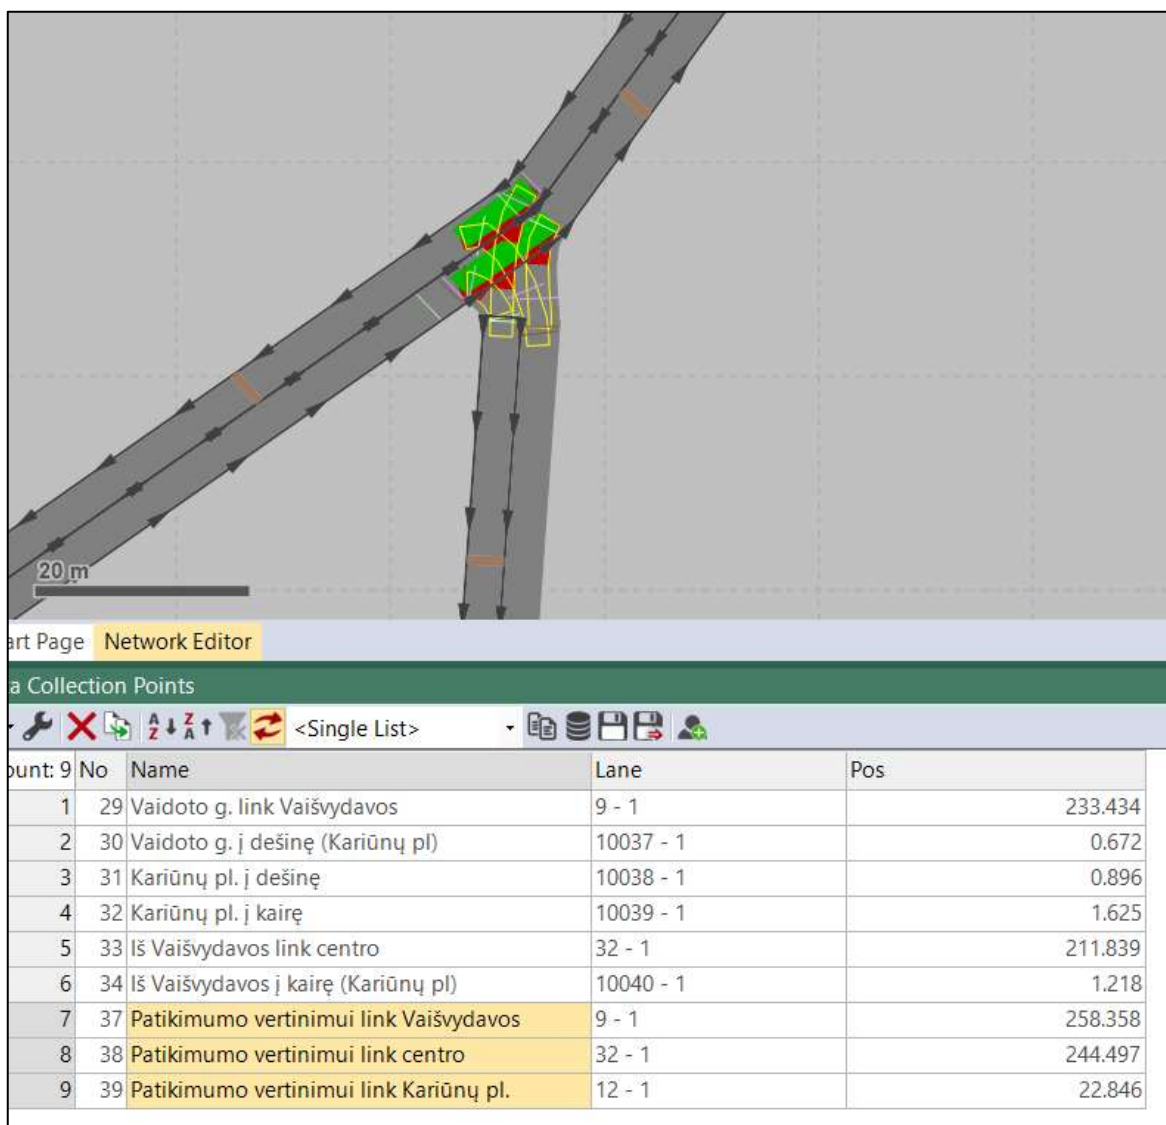 20 m
art Page Network Editor
a Collection Points
<Single List>
ount: 9 No Name Lane Pos
1 29 Vaidoto g. link Vaišvydavos 9 - 1 233.434
2 30 Vaidoto g. į dešinę (Kariūnų pl) 10037 - 1 0.672
3 31 Kariūnų pl. į dešinę 10038 - 1 0.896
4 32 Kariūnų pl. į kairę 10039 - 1 1.625
5 33 Iš Vaišvydavos link centro 32 - 1 211.839
6 34 Iš Vaišvydavos į kairę (Kariūnų pl) 10040 - 1 1.218
7 37 Patikimumo vertinimui link Vaišvydavos 9 - 1 258.358
8 38 Patikimumo vertinimui link centro 32 - 1 244.497
9 39 Patikimumo vertinimui link Kariūnų pl. 12 - 1 22.846